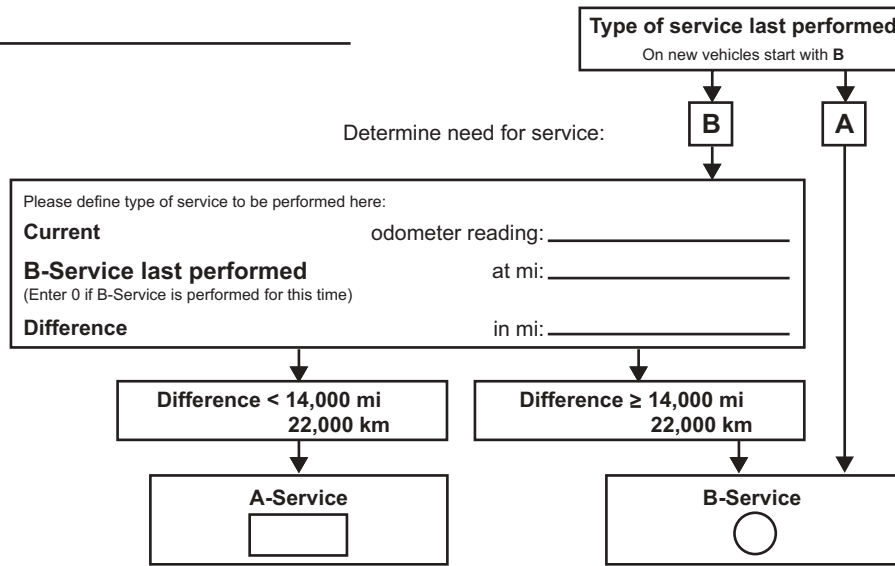 Type of service last performed
On new vehicles start with B
B
A
Determine need for service:
Please define type of service to be performed here:
Current odometer reading:
B-Service last performed at mi:
(Enter 0 if B-Service is performed for this time)
Difference in mi:
Difference < 14,000 mi
22,000 km
Difference ≥ 14,000 mi
22,000 km
A-Service
B-Service